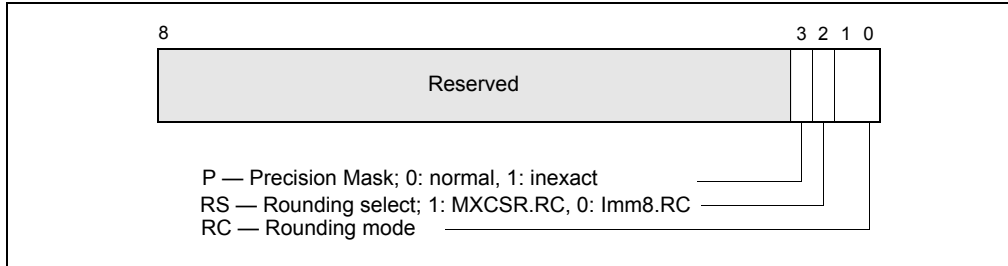 8 3 2 1 0
Reserved
P — Precision Mask; 0: normal, 1: inexact
RS — Rounding select; 1: MXCSR.RC, 0: Imm8.RC
RC — Rounding mode